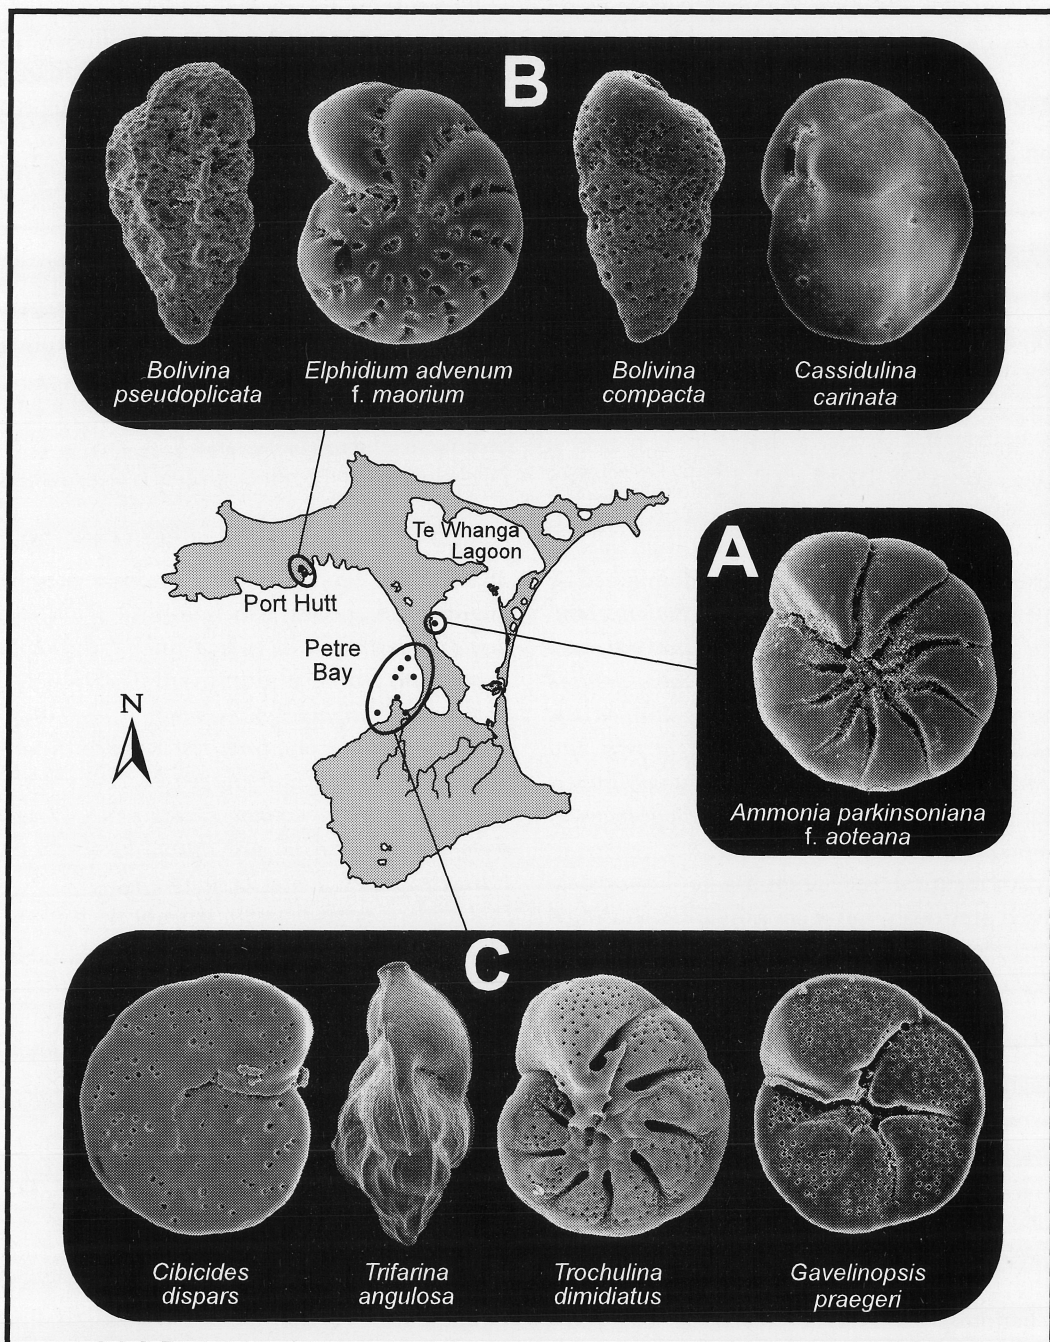 B
Bolivina
pseudoplicata
Elphidium advenum
f. maorium
Bolivina
compacta
Cassidulina
carinata
Te Whanga
Lagoon
A
Port Hutt
Petre
Bay
N
Ammonia parkinsoniana
f. aoteana
C
Cibicides
dispars
Trifarina
angulosa
Trochulina
dimidiatus
Gavelinopsis
praegeri